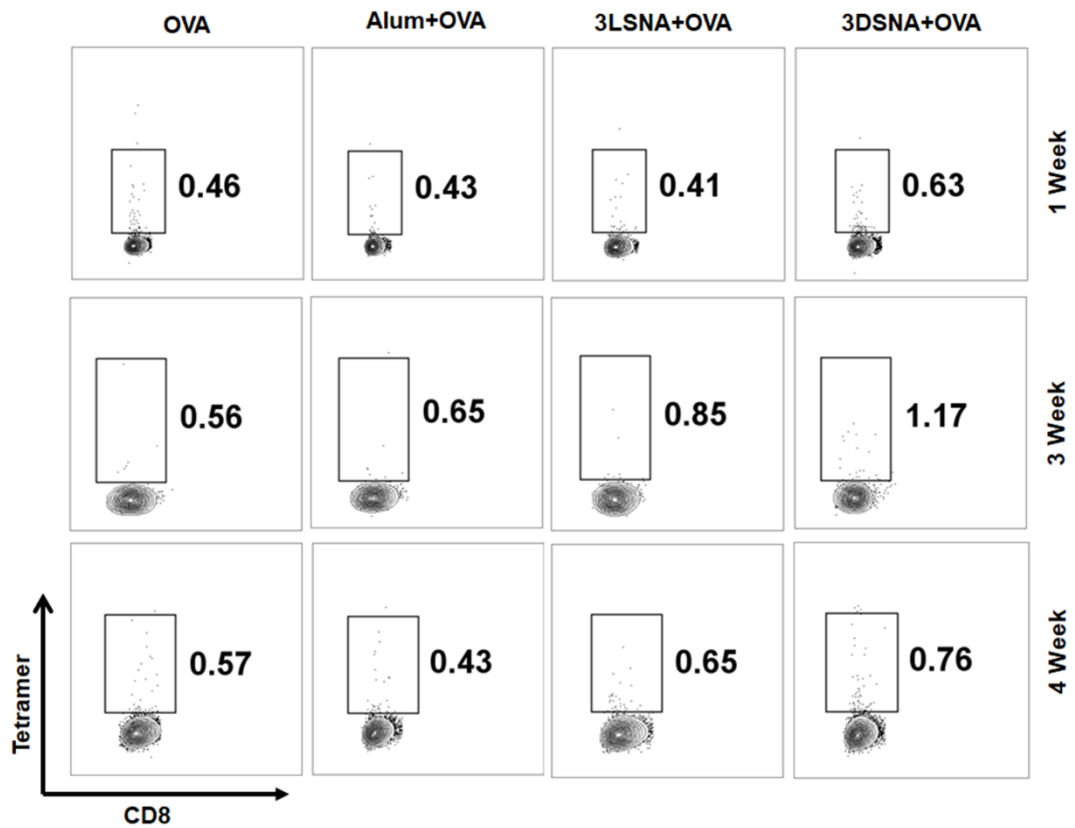 OVA Alum+OVA 3LSNA+OVA 3DSNA+OVA
0.46 0.43 0.41 0.63 1 Week
0.56 0.65 0.85 1.17 3 Week
0.57 0.43 0.65 0.76 4 Week
Tetramer
CD8